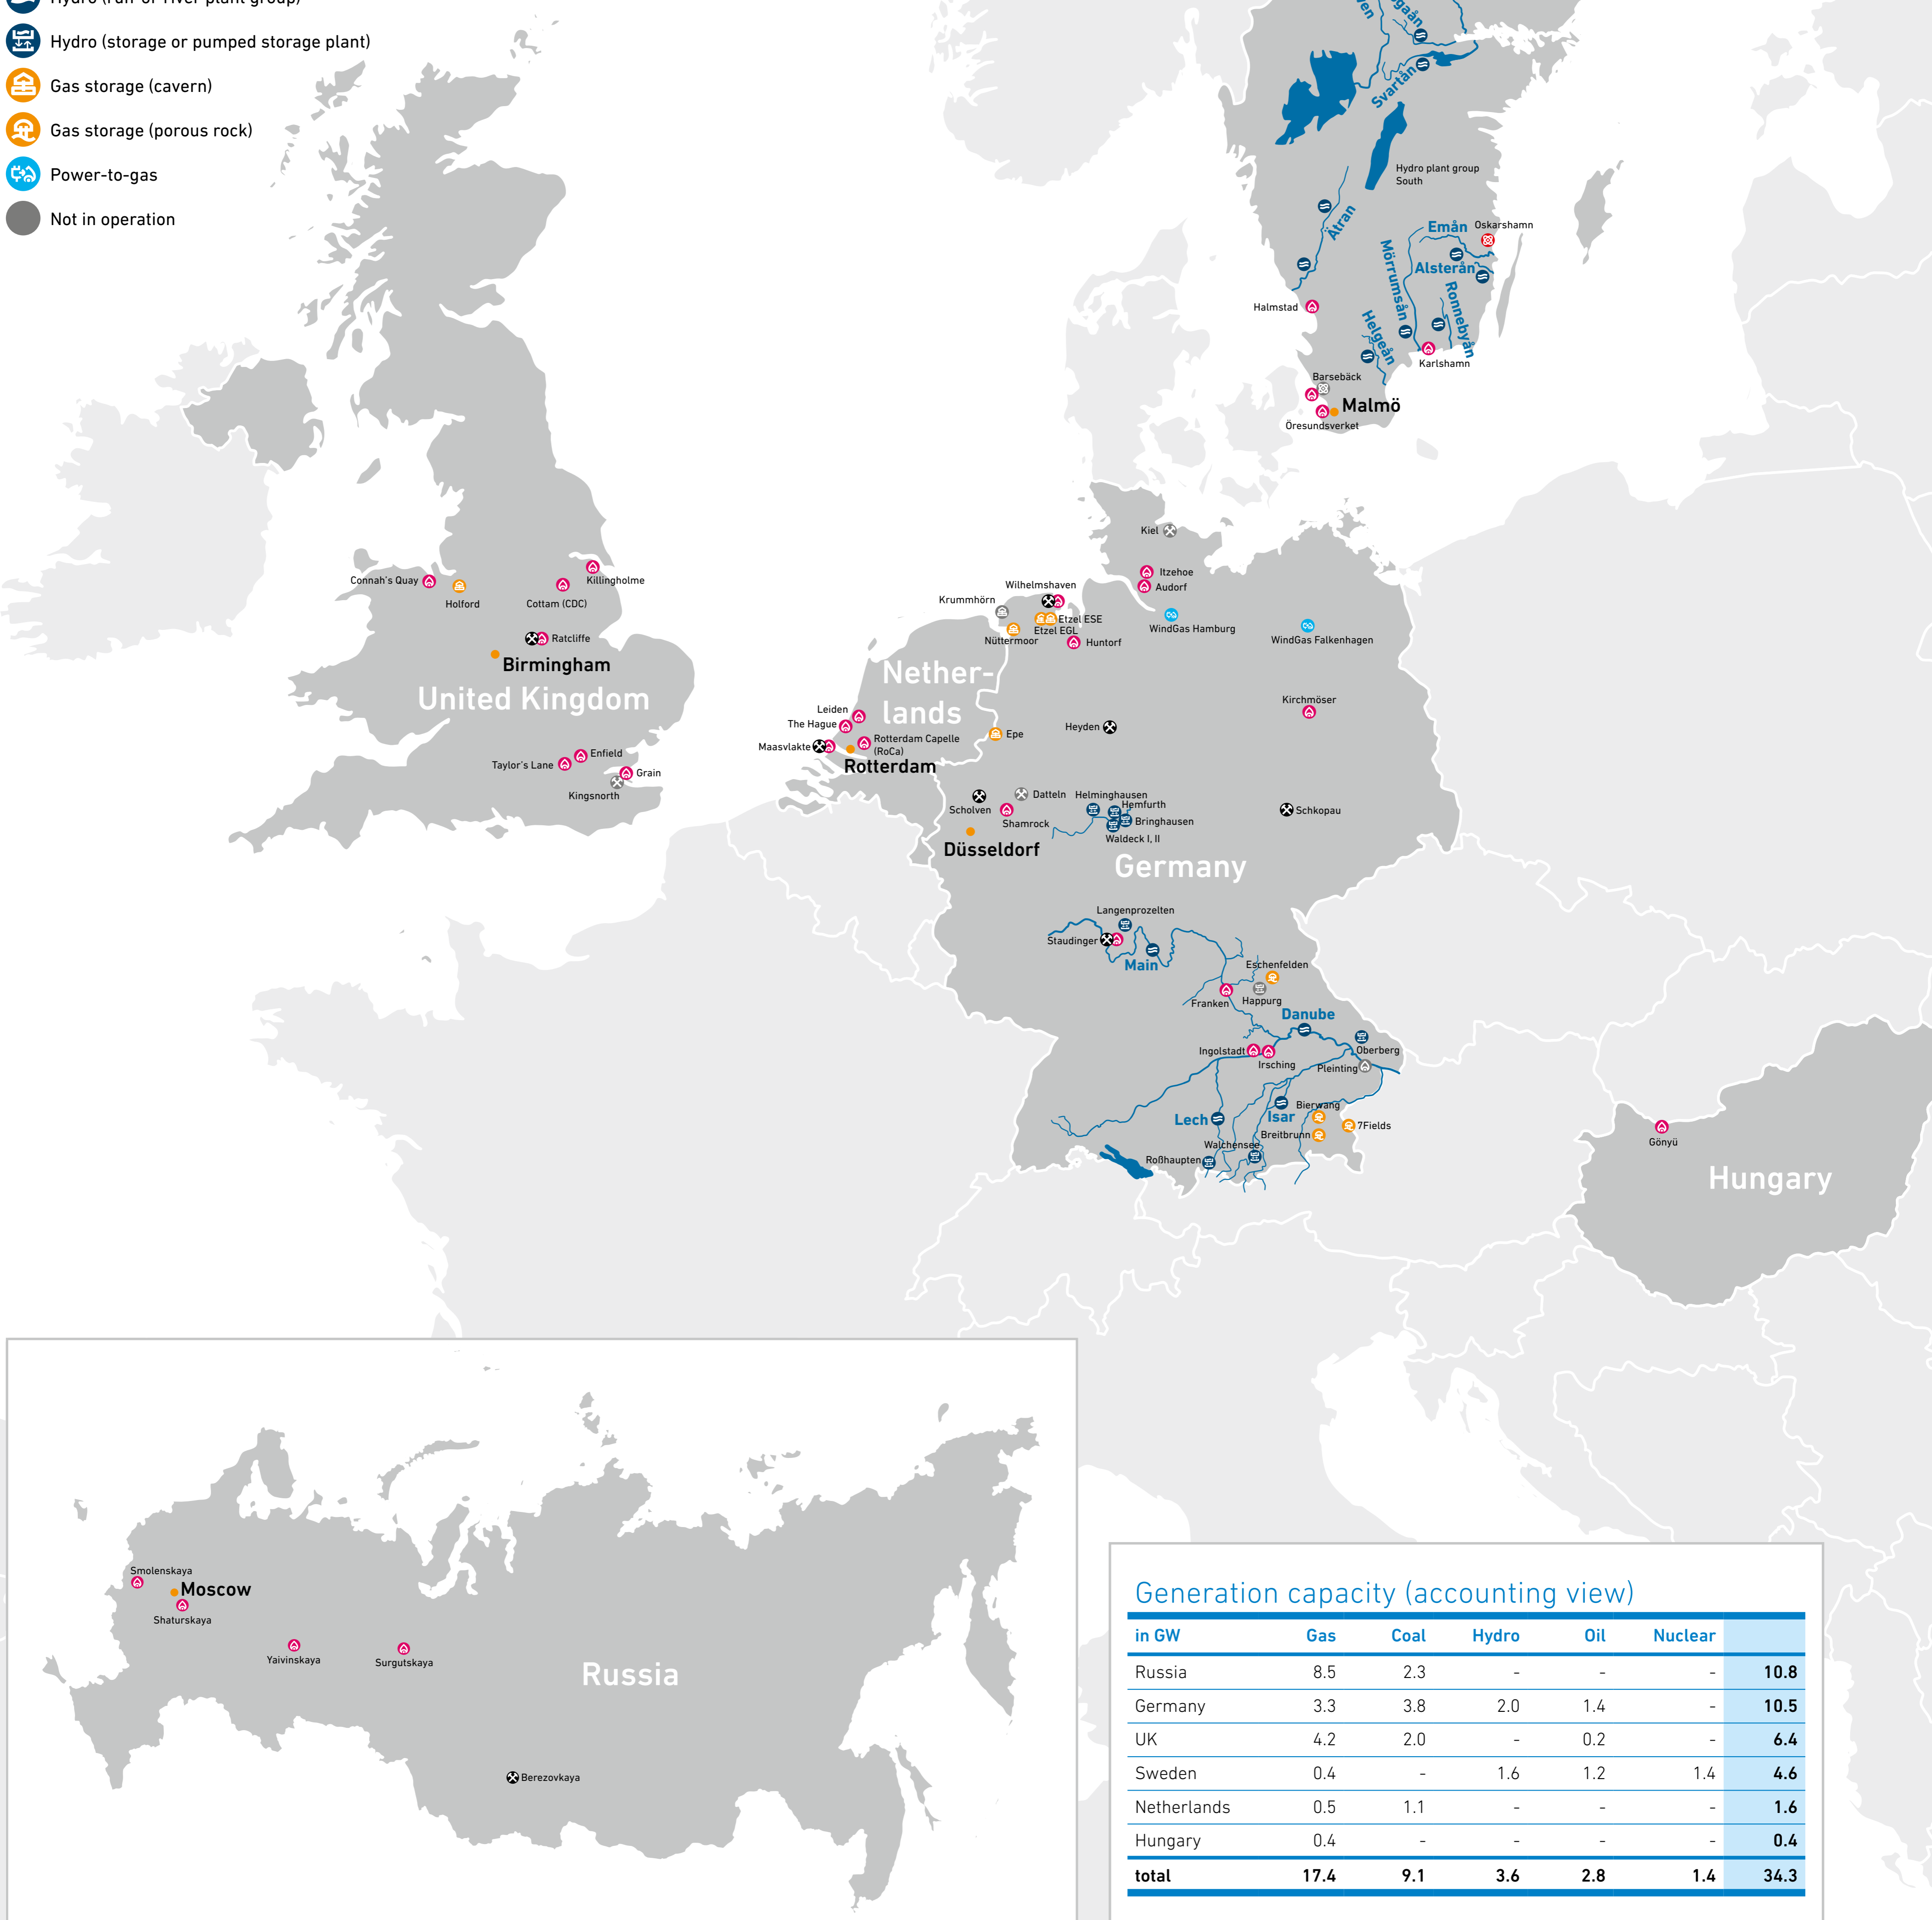 Hydro (run-of-river plant group)
Hydro (storage or pumped storage plant)
Gas storage (cavern)
Gas storage (porous rock)
Power-to-gas
Not in operation
Svartån
Hydro plant group
South
Ätran
Emån
Oskarshamn
Alsterån
Mörrumsån
Ronnebyån
Helgeån
Halmstad
Karlshamn
Barsebäck
Malmö
Öresundsverket
Connah's Quay
Holford
Killingholme
Cottam (CDC)
Ratcliffe
Birmingham
United Kingdom
Enfield
Taylor's Lane
Grain
Kingsnorth
Kiel
Itzehoe
Audorf
Wilhelmshaven
Krummhörn
Etzel ESE
Etzel EGL
Nüttermoor
Huntorf
WindGas Hamburg
WindGas Falkenhagen
Nether-
lands
Kirchmöser
Leiden
The Hague
Maasvlakte
Rotterdam Capelle
(RoCa)
Rotterdam
Epe
Heyden
Datteln
Helminghausen
Hemfurth
Scholven
Shamrock
Bringhausen
Waldeck I, II
Schkopau
Düsseldorf
Germany
Langenprozelten
Staudinger
Main
Eschenfelden
Franken
Happurg
Danube
Ingolstadt
Irsching
Oberberg
Pleinting
Bierwang
Lech
Isar
7Fields
Breitbrunn
Walchensee
Roßhaupten
Gönyü
Hungary
Smolenskaya
Moscow
Shaturskaya
Yaivinskaya
Surgutskaya
Russia
Berezovkaya
Generation capacity (accounting view)
in GW Gas Coal Hydro Oil Nuclear
Russia 8.5 2.3 - - - 10.8
Germany 3.3 3.8 2.0 1.4 - 10.5
UK 4.2 2.0 - 0.2 - 6.4
Sweden 0.4 - 1.6 1.2 1.4 4.6
Netherlands 0.5 1.1 - - - 1.6
Hungary 0.4 - - - - 0.4
total 17.4 9.1 3.6 2.8 1.4 34.3